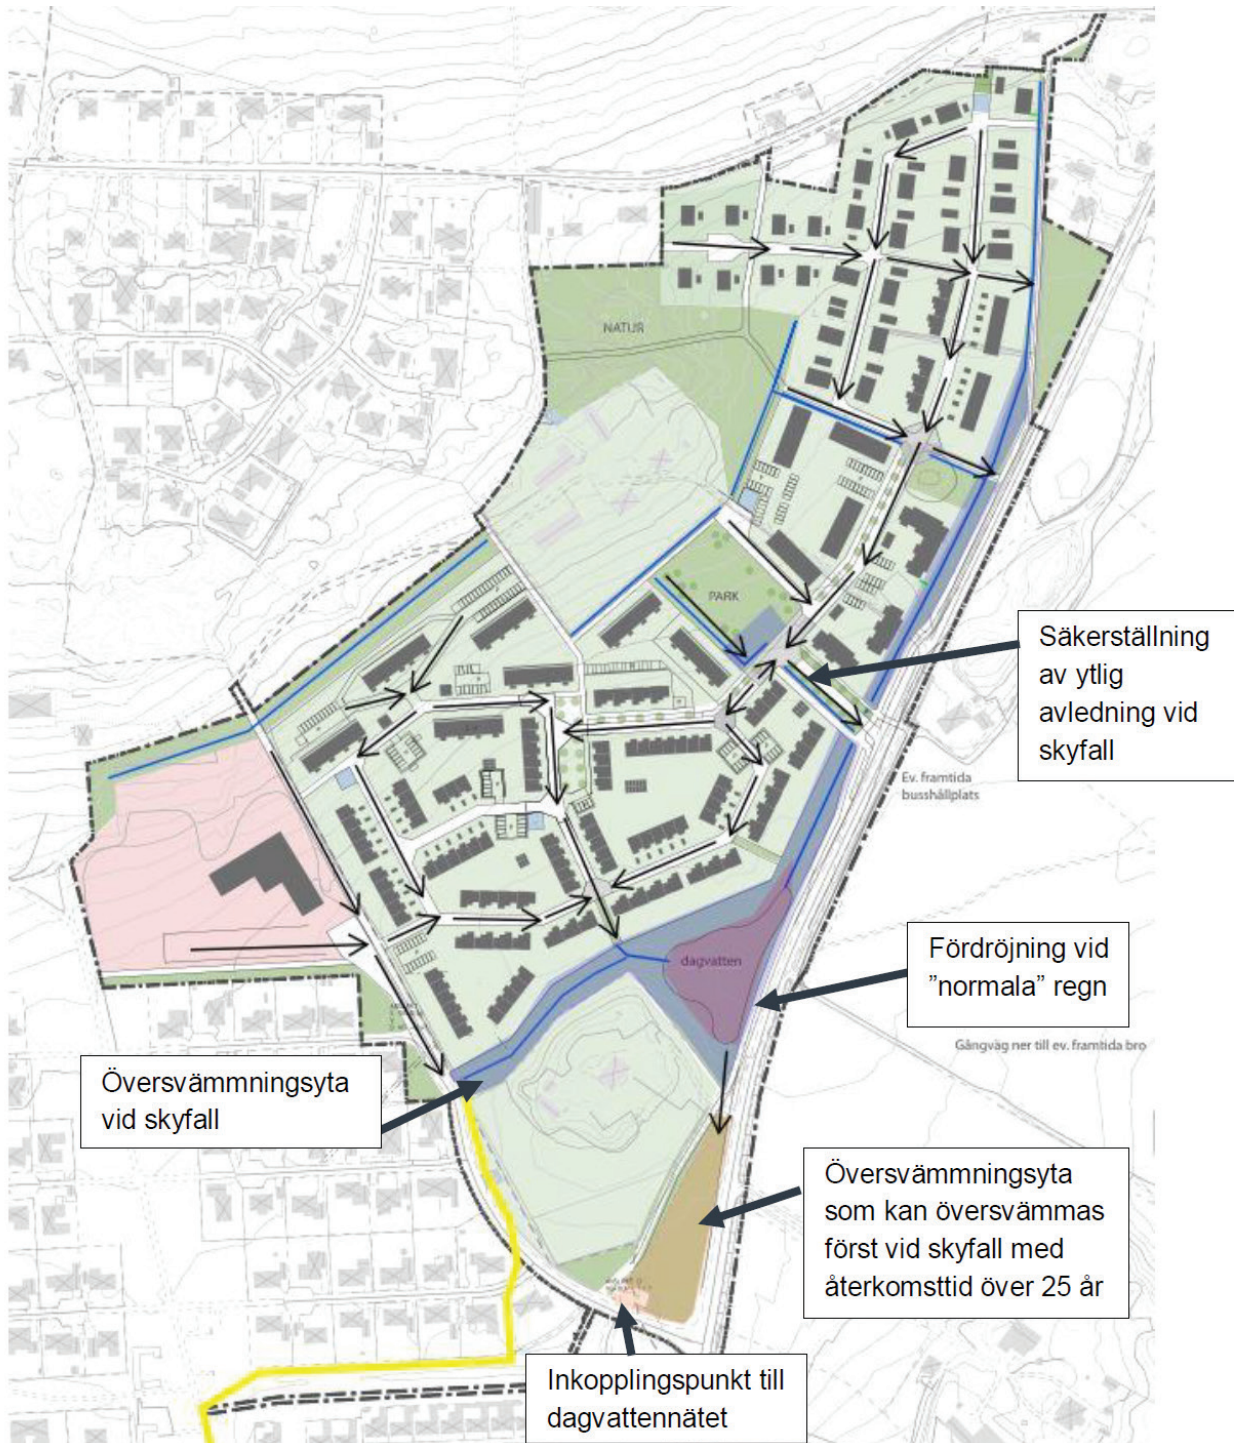 NATUR
PARK
Säkerställning
av ytlig
avledning vid
skyfall
Ev. framtida
busshållplats
dagvatten
Fördröjning vid
”normala” regn
Gångväg ner till ev. framtida bro
Översvämmningsyta
vid skyfall
Översvämmningsyta
som kan översvämmas
först vid skyfall med
återkomsttid över 25 år
Inkopplingspunkt till
dagvattennätet